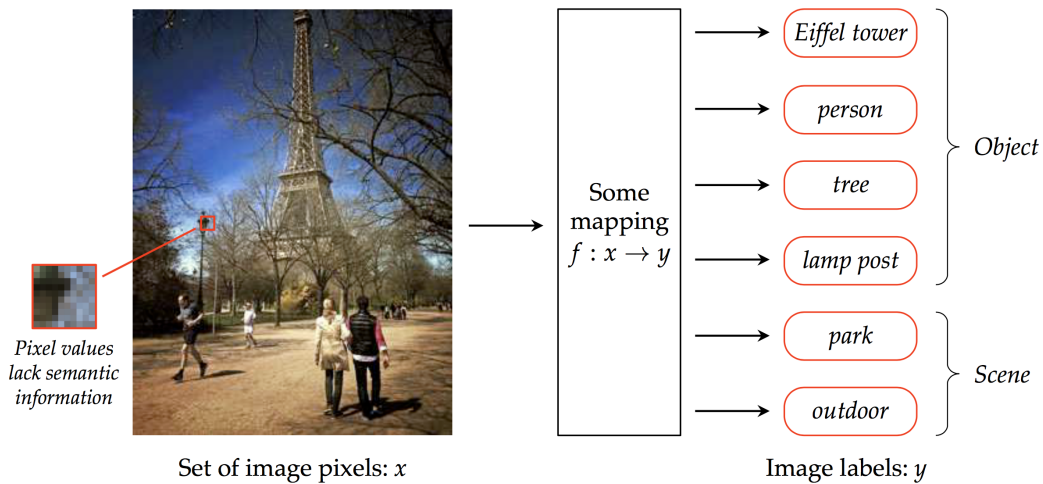 Pixel values
lack semantic
information
Set of image pixels: x
Some
mapping
f : x → y
Eiffel tower
person
tree
lamp post
park
outdoor
Object
Scene
Image labels: y